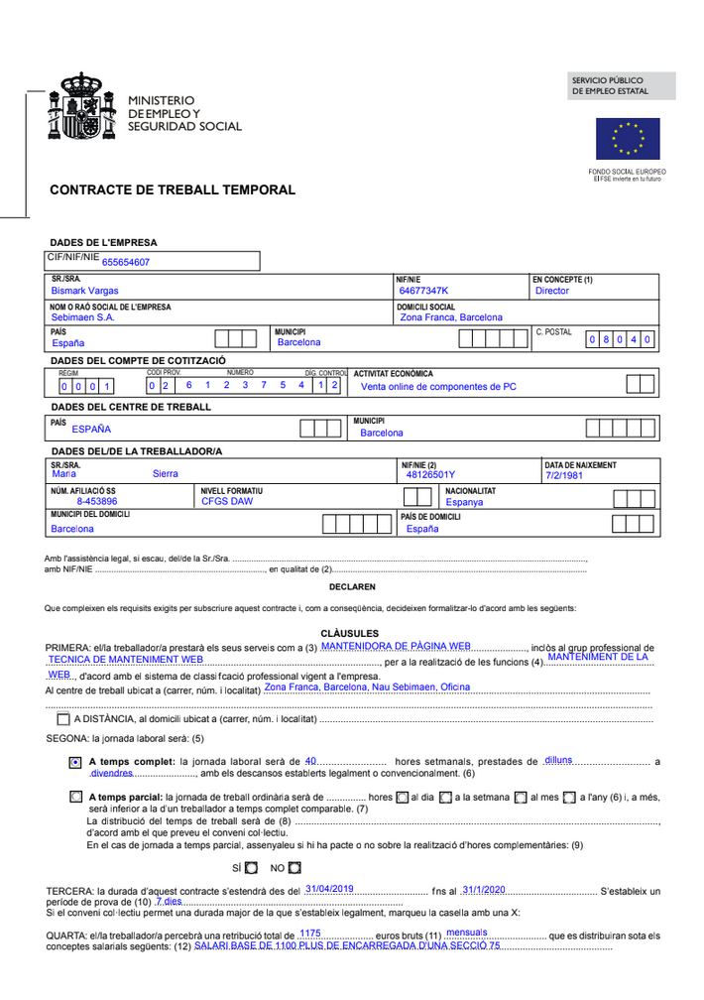 SERVICIO PÚBLICO
DE EMPLEO ESTATAL
MINISTERIO
DE EMPLEO Y
SEGURIDAD SOCIAL
FONDO SOCIAL EUROPEO
El FSE invierte en tu futuro
CONTRACTE DE TREBALL TEMPORAL
DADES DE L'EMPRESA
CIF/NIF/NIE 655654607
SR./SRA. NIF/NIE EN CONCEPTE (1)
Bismark Vargas 64677347K Director
NOM O RAÓ SOCIAL DE L'EMPRESA DOMICILI SOCIAL
Sebimaen S.A. Zona Franca, Barcelona
PAÍS MUNICIPI C. POSTAL
España Barcelona 0 8 0 4 0
DADES DEL COMPTE DE COTITZACIÓ
RÈGIM CODI PROV. NÚMERO DÍG. CONTROL ACTIVITAT ECONÒMICA
0 0 0 1 0 2 6 1 2 3 7 5 4 1 2 Venta online de componentes de PC
DADES DEL CENTRE DE TREBALL
PAÍS MUNICIPI
ESPAÑA Barcelona
DADES DEL/DE LA TREBALLADOR/A
SR./SRA. NIF/NIE (2) DATA DE NAIXEMENT
Maria Sierra 48126501Y 7/2/1981
NÚM. AFILIACIÓ SS NIVELL FORMATIU NACIONALITAT
8-453896 CFGS DAW Espanya
MUNICIPI DEL DOMICILI PAÍS DE DOMICILI
Barcelona España
Amb l'assistència legal, si escau, del/de la Sr./Sra. ..........,
amb NIF/NIE .........., en qualitat de (2)..........
DECLAREN
Que compleixen els requisits exigits per subscriure aquest contracte i, com a conseqüència, decideixen formalitzar-lo d'acord amb les següents:
CLÀUSULES
PRIMERA: el/la treballador/a prestarà els seus serveis com a (3) MANTENIDORA DE PÀGINA WEB.........., inclòs al grup professional de
TECNICA DE MANTENIMENT WEB.........., per a la realització de les funcions (4) MANTENIMENT DE LA
WEB...., d'acord amb el sistema de classificació professional vigent a l'empresa.
Al centre de treball ubicat a (carrer, núm. i localitat) Zona Franca, Barcelona, Nau Sebimaen, Oficina
A DISTÀNCIA, al domicili ubicat a (carrer, núm. i localitat) ..........
SEGONA: la jornada laboral serà: (5)
A temps complet: la jornada laboral serà de 40.......... hores setmanals, prestades de dilluns.......... a
divendres.........., amb els descansos establerts legalment o convencionalment. (6)
A temps parcial: la jornada de treball ordinària serà de .............. hores al dia a la setmana al mes a l'any (6) i, a més,
serà inferior a la d'un treballador a temps complet comparable. (7)
La distribució del temps de treball serà de (8) ..........,
d'acord amb el que preveu el conveni col·lectiu.
En el cas de jornada a temps parcial, assenyaleu si hi ha pacte o no sobre la realització d'hores complementàries: (9)
SÍ NO
TERCERA: la durada d'aquest contracte s'estendrà des del 31/04/2019.......... fins al 31/1/2020.......... S'estableix un
període de prova de (10) 7 dies..........
Si el conveni col·lectiu permet una durada major de la que s'estableix legalment, marqueu la casella amb una X:
QUARTA: el/la treballador/a percebrà una retribució total de 1175.......... euros bruts (11) mensuals.......... que es distribuiran sota els
conceptes salarials següents: (12) SALARI BASE DE 1100 PLUS DE ENCARREGADA D'UNA SECCIÓ 75..........